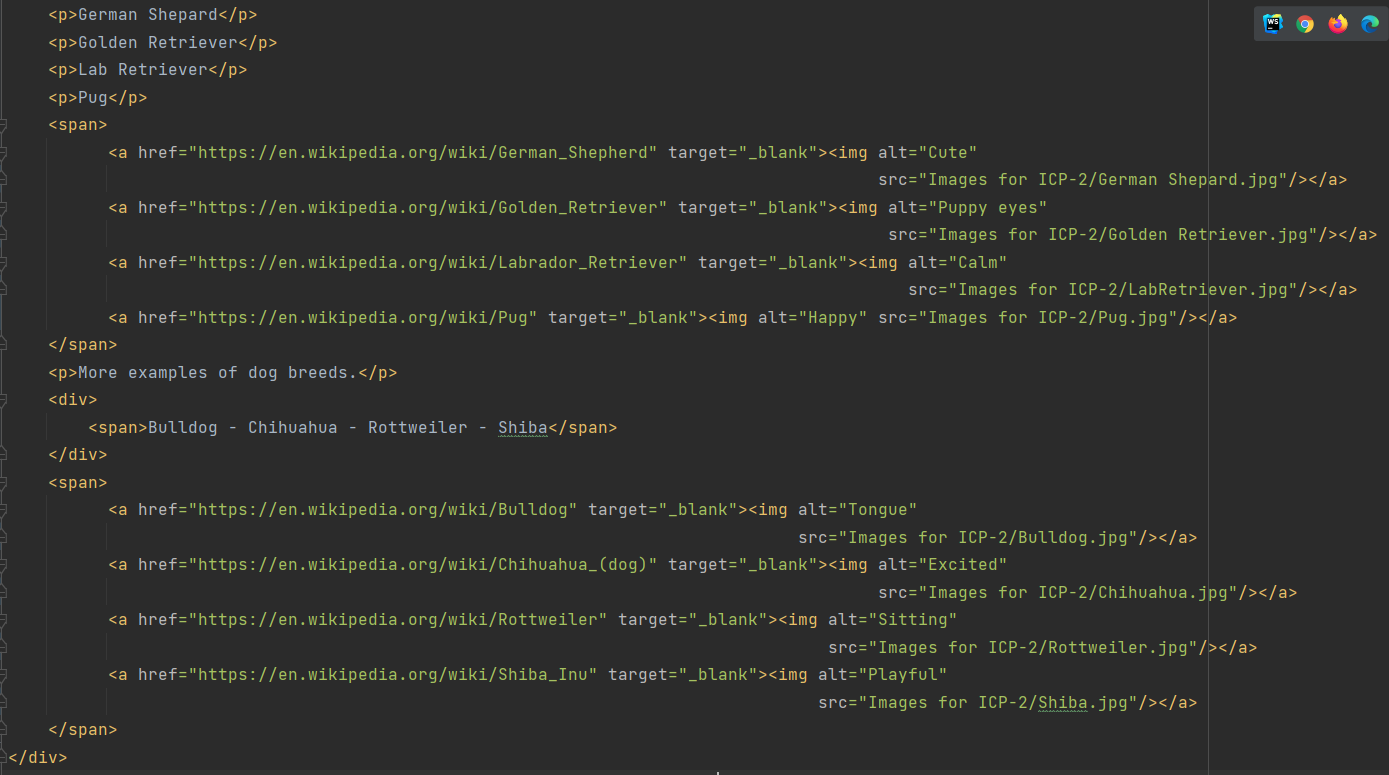 <p>German Shepard</p>
<p>Golden Retriever</p>
<p>Lab Retriever</p>
<p>Pug</p>
<span>
<a href="https://en.wikipedia.org/wiki/German_Shepherd" target="_blank"><img alt="Cute"
src="Images for ICP-2/German Shepard.jpg"/></a>
<a href="https://en.wikipedia.org/wiki/Golden_Retriever" target="_blank"><img alt="Puppy eyes"
src="Images for ICP-2/Golden Retriever.jpg"/></a>
<a href="https://en.wikipedia.org/wiki/Labrador_Retriever" target="_blank"><img alt="Calm"
src="Images for ICP-2/LabRetriever.jpg"/></a>
<a href="https://en.wikipedia.org/wiki/Pug" target="_blank"><img alt="Happy" src="Images for ICP-2/Pug.jpg"/></a>
</span>
<p>More examples of dog breeds.</p>
<div>
<span>Bulldog - Chihuahua - Rottweiler - Shiba</span>
</div>
<span>
<a href="https://en.wikipedia.org/wiki/Bulldog" target="_blank"><img alt="Tongue"
src="Images for ICP-2/Bulldog.jpg"/></a>
<a href="https://en.wikipedia.org/wiki/Chihuahua_(dog)" target="_blank"><img alt="Excited"
src="Images for ICP-2/Chihuahua.jpg"/></a>
<a href="https://en.wikipedia.org/wiki/Rottweiler" target="_blank"><img alt="Sitting"
src="Images for ICP-2/Rottweiler.jpg"/></a>
<a href="https://en.wikipedia.org/wiki/Shiba_Inu" target="_blank"><img alt="Playful"
src="Images for ICP-2/Shiba.jpg"/></a>
</span>
</div>
WS